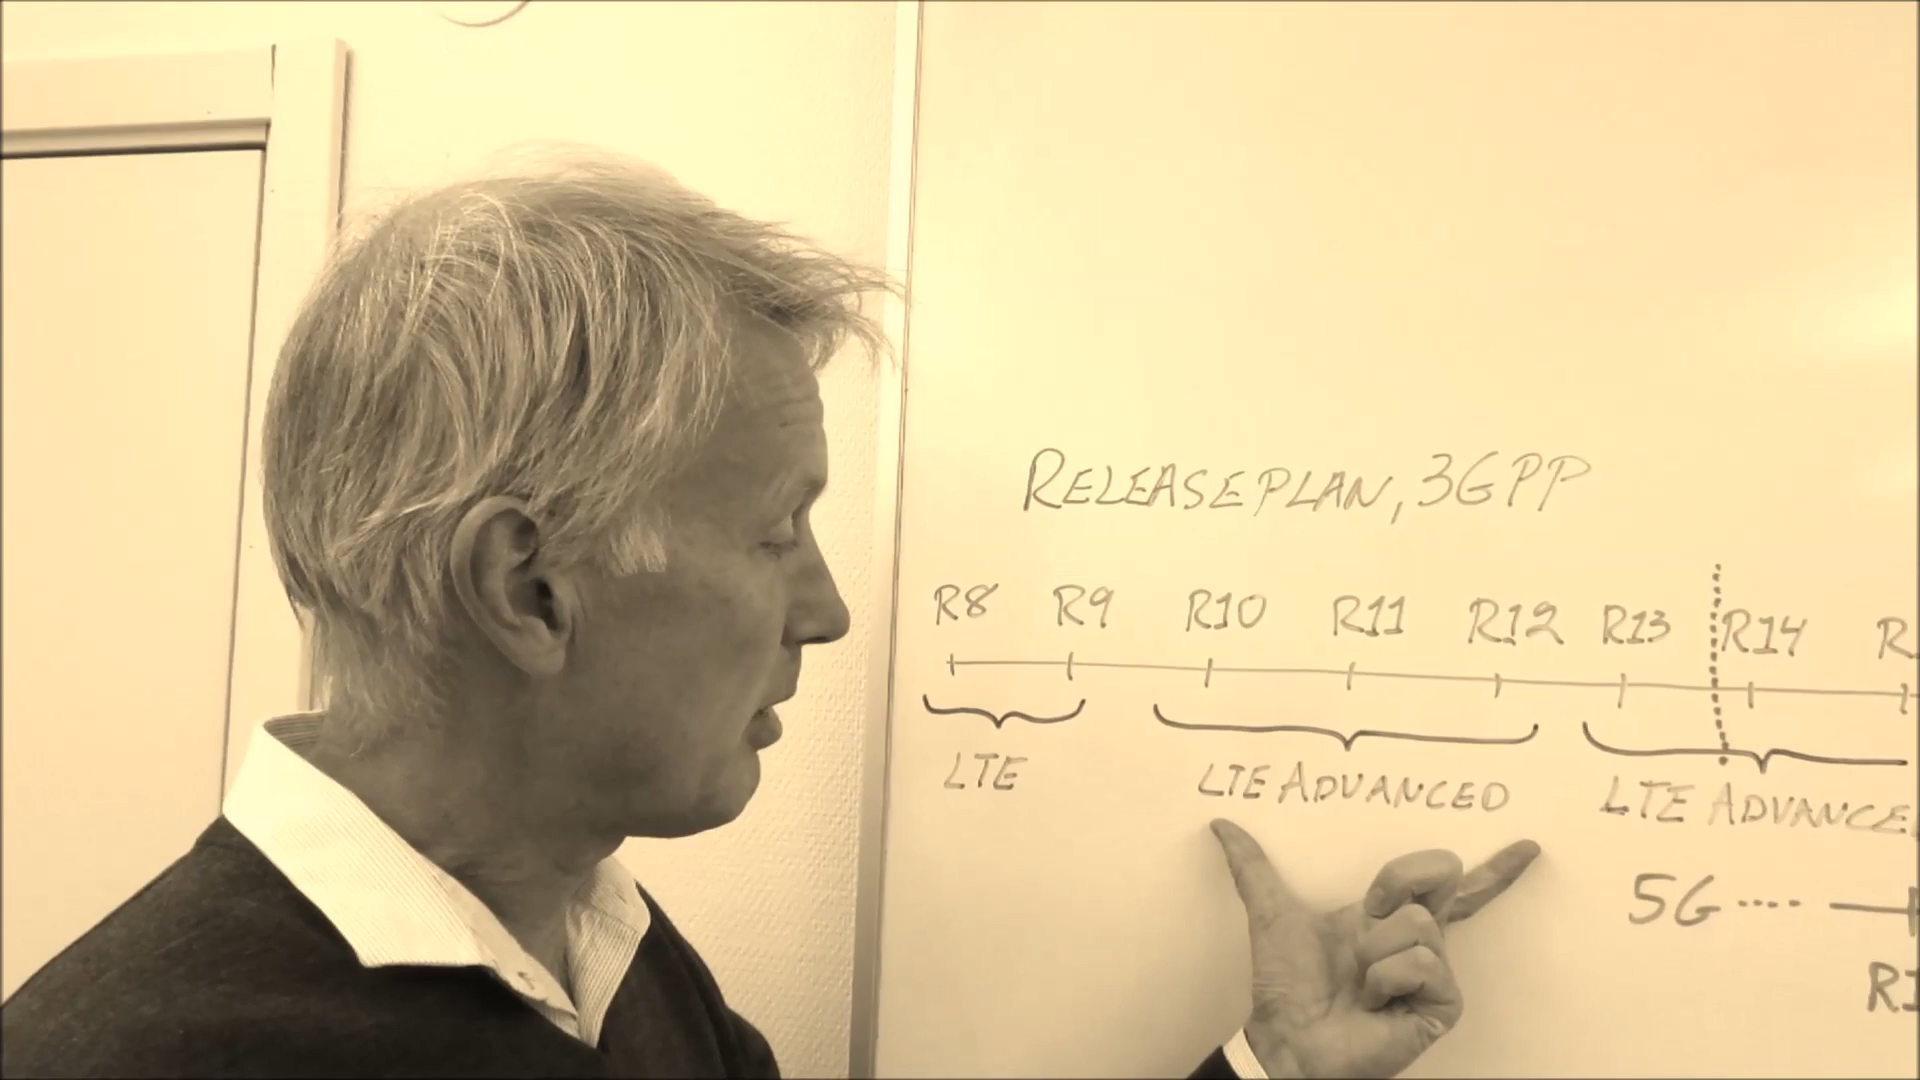 RELEASEPLAN, 3GPP
R8 R9 R10 R11 R12 R13 R14
LTE LTE ADVANCED LTE ADVANCE
5G ....